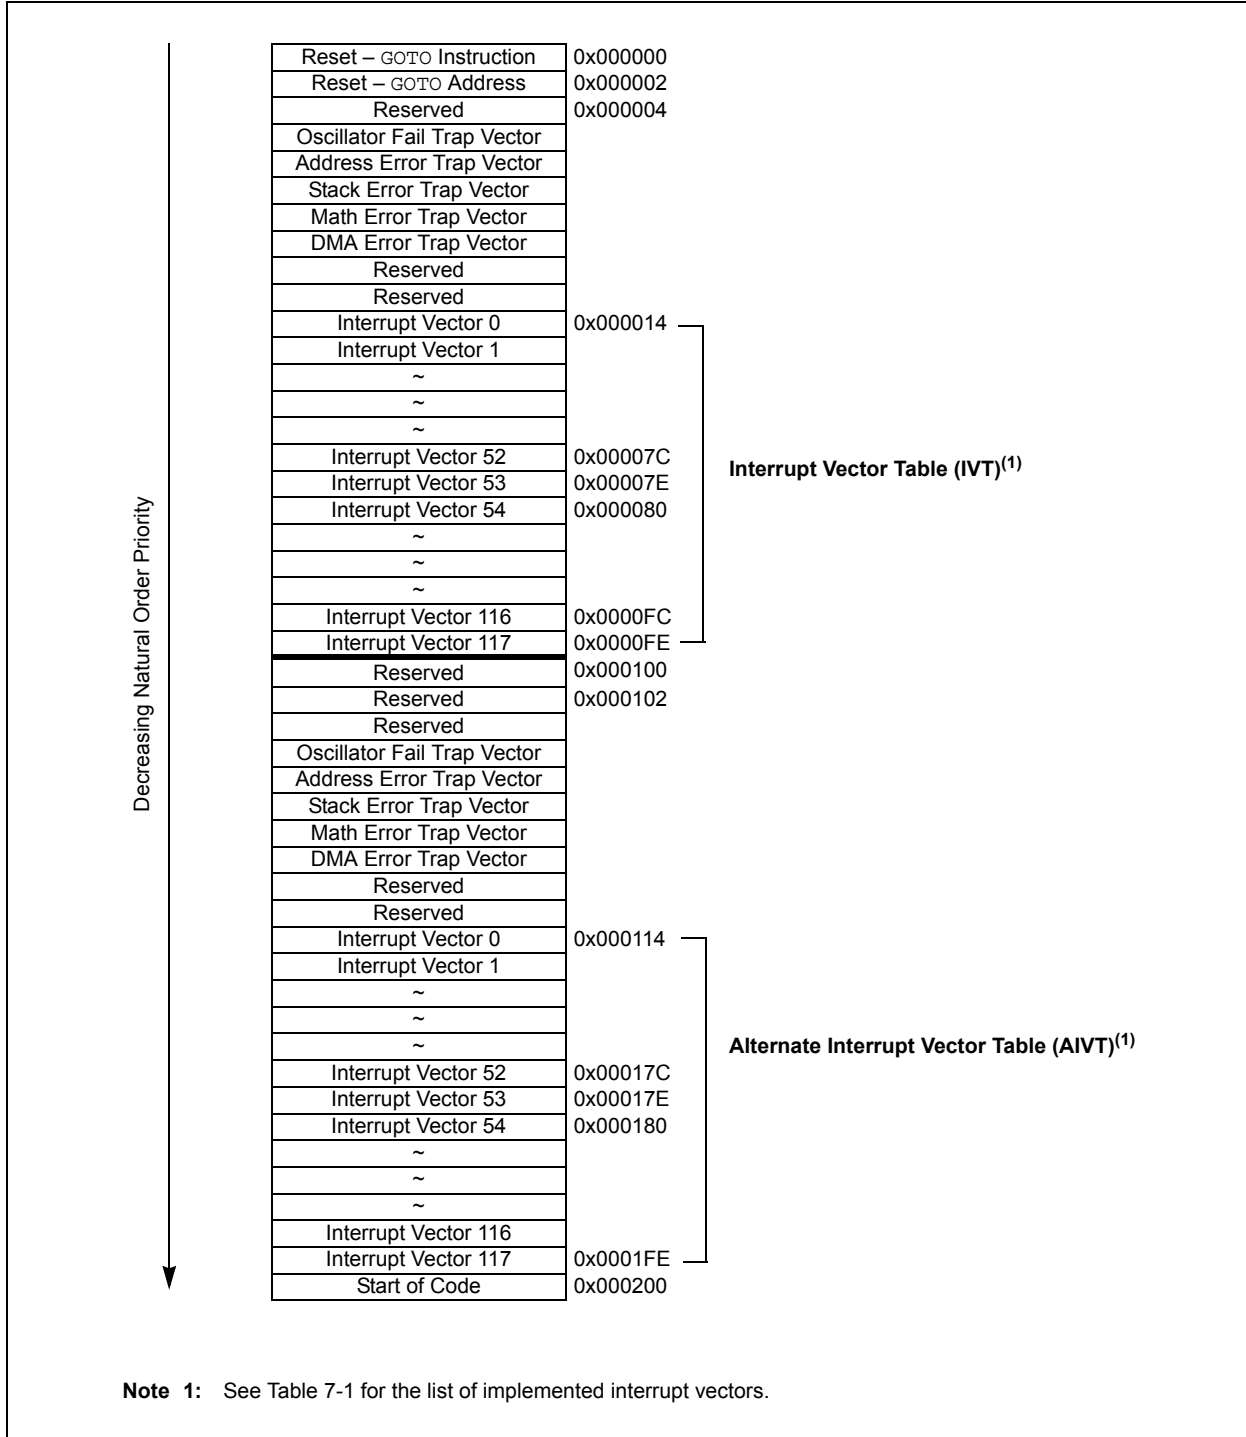 Reset – GOTO Instruction 0x000000
Reset – GOTO Address 0x000002
Reserved 0x000004
Oscillator Fail Trap Vector
Address Error Trap Vector
Stack Error Trap Vector
Math Error Trap Vector
DMA Error Trap Vector
Reserved
Reserved
Interrupt Vector 0 0x000014
Interrupt Vector 1
~
~
~
Interrupt Vector 52 0x00007C
Interrupt Vector Table (IVT)(1)
Interrupt Vector 53 0x00007E
Interrupt Vector 54 0x000080
~
~
~
Interrupt Vector 116 0x0000FC
Interrupt Vector 117 0x0000FE
Decreasing Natural Order Priority
Reserved 0x000100
Reserved 0x000102
Reserved
Oscillator Fail Trap Vector
Address Error Trap Vector
Stack Error Trap Vector
Math Error Trap Vector
DMA Error Trap Vector
Reserved
Reserved
Interrupt Vector 0 0x000114
Interrupt Vector 1
~
~
~
Alternate Interrupt Vector Table (AIVT)(1)
Interrupt Vector 52 0x00017C
Interrupt Vector 53 0x00017E
Interrupt Vector 54 0x000180
~
~
~
Interrupt Vector 116
Interrupt Vector 117 0x0001FE
Start of Code 0x000200
Note 1: See Table 7-1 for the list of implemented interrupt vectors.